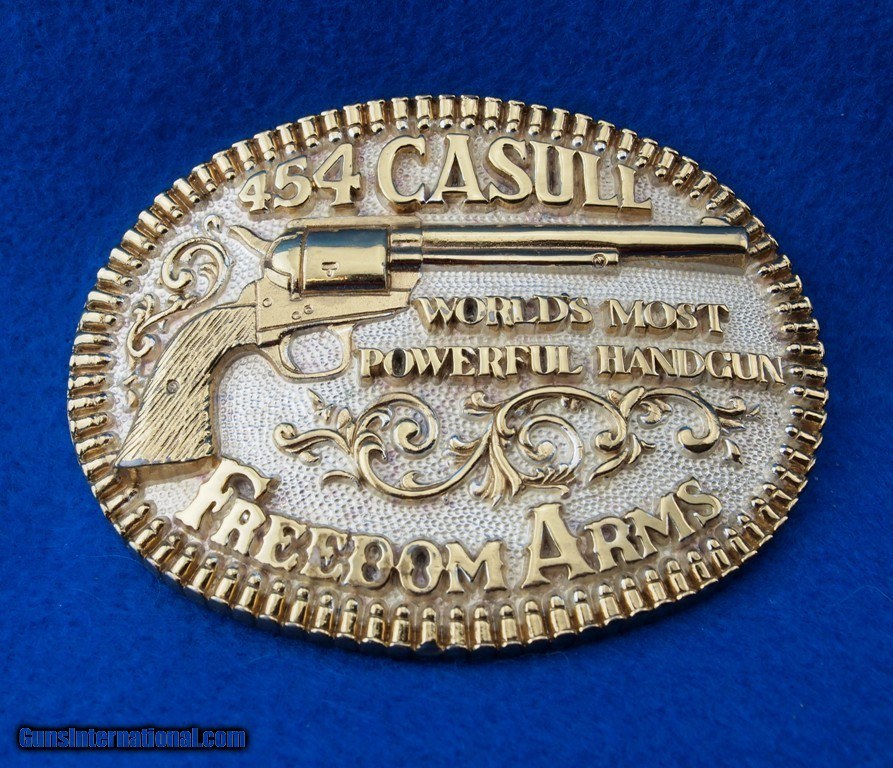 454 CASULL
WORLD'S MOST
POWERFUL HANDGUN
FREEDOM ARMS
GunsInternational.com